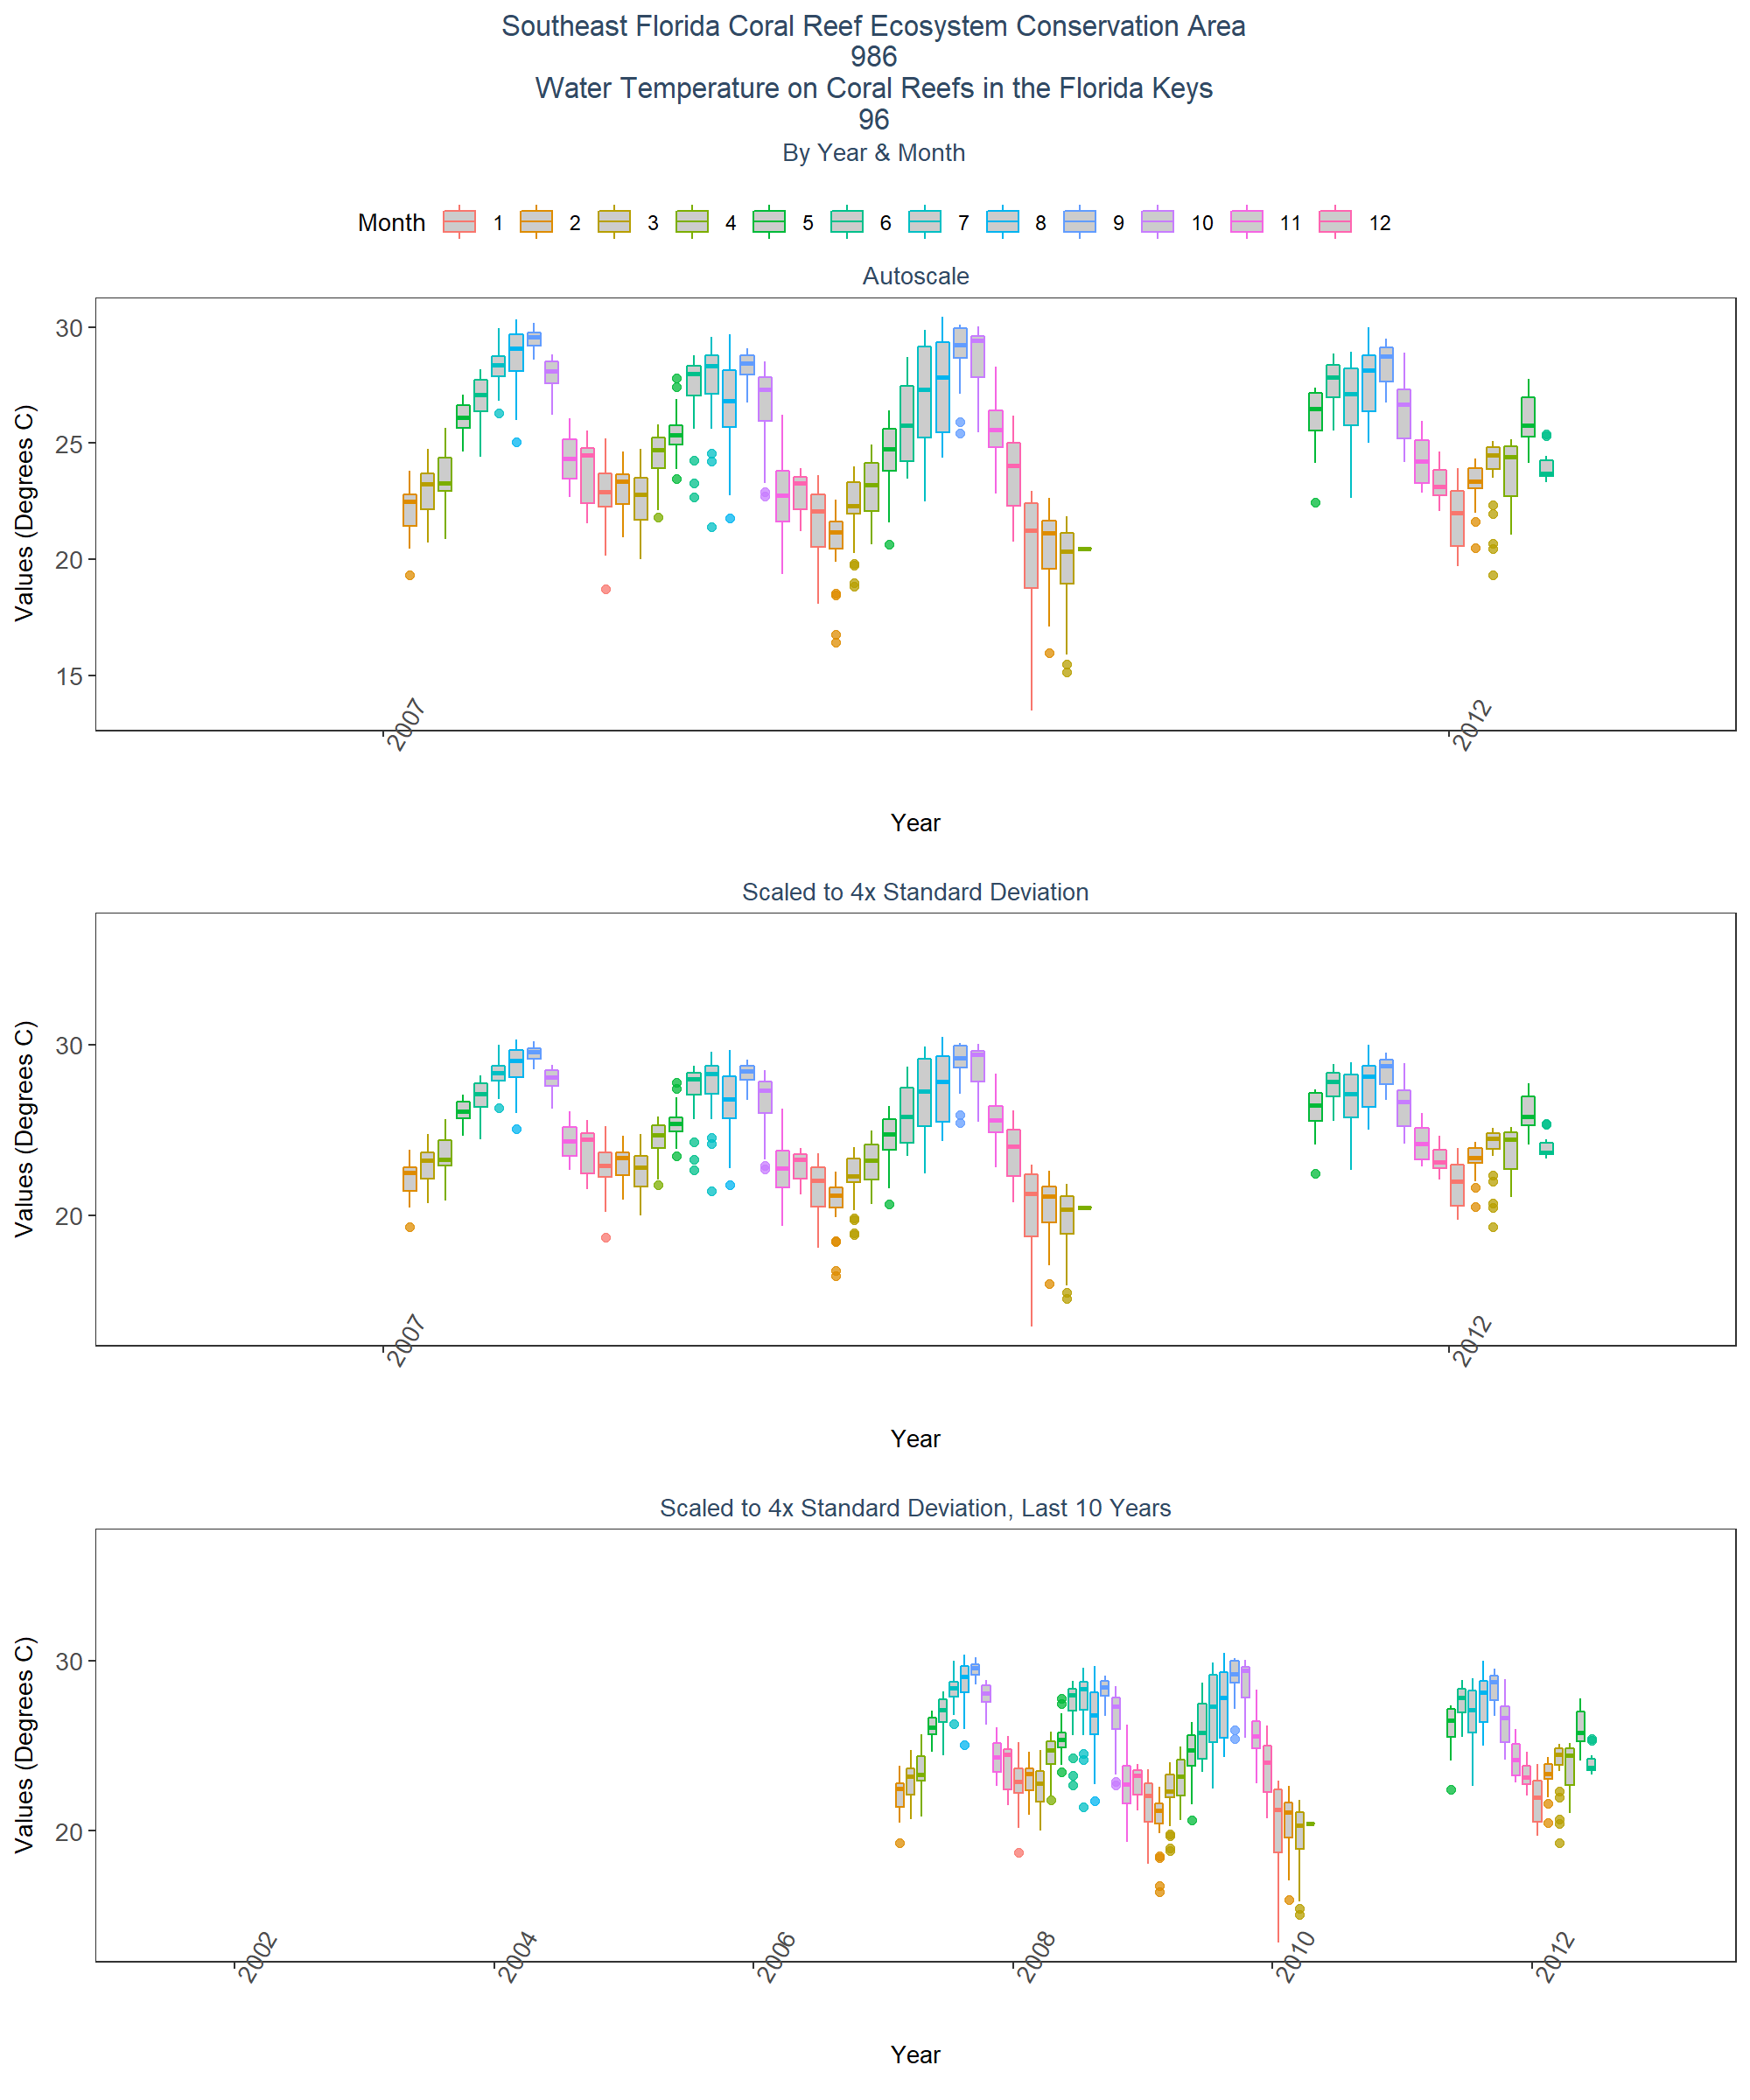 Southeast Florida Coral Reef Ecosystem Conservation Area
986
Water Temperature on Coral Reefs in the Florida Keys
96
By Year & Month
Month 1 2 3 4 5 6 7 8 9 10 11 12
Autoscale
Values (Degrees C)
30
25
20
15
2007 2012
Year
Scaled to 4x Standard Deviation
Values (Degrees C)
30
20
2007 2012
Year
Scaled to 4x Standard Deviation, Last 10 Years
Values (Degrees C)
30
20
2002 2004 2006 2008 2010 2012
Year